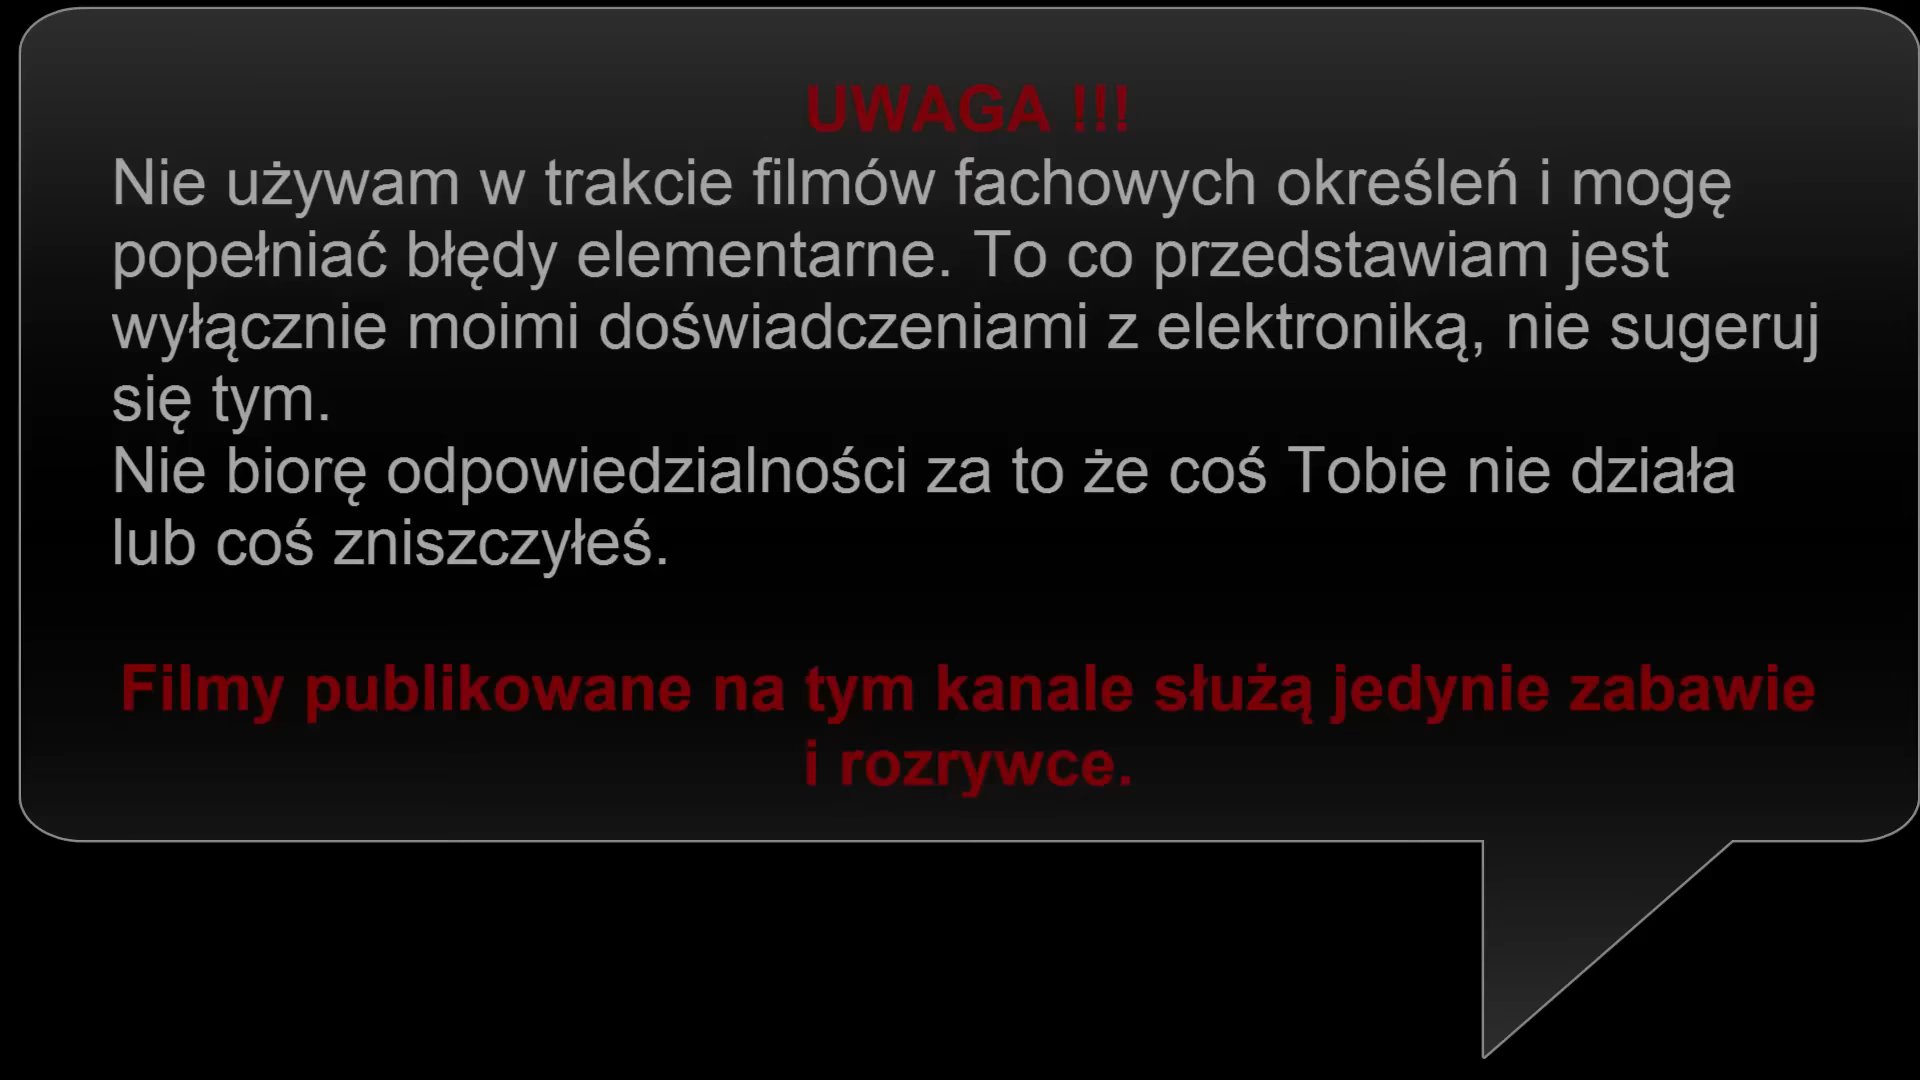 UWAGA !!!
Nie używam w trakcie filmów fachowych określeń i mogę
popełniać błędy elementarne. To co przedstawiam jest
wyłącznie moimi doświadczeniami z elektroniką, nie sugeruj
się tym.
Nie biorę odpowiedzialności za to że coś Tobie nie działa
lub coś zniszczyłeś.
Filmy publikowane na tym kanale służą jedynie zabawie
i rozrywce.